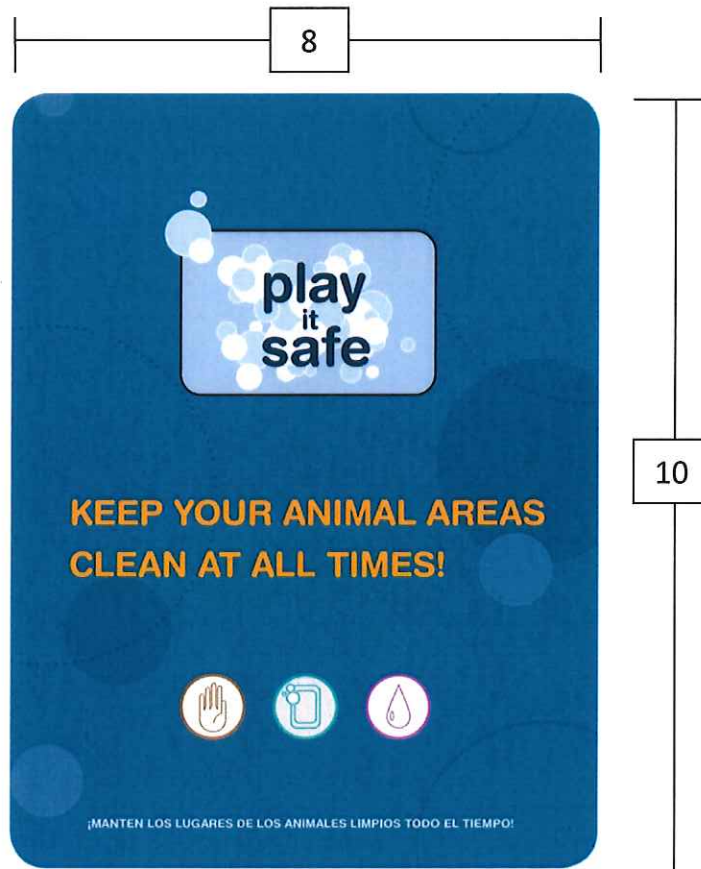 8
play
it
safe
10
KEEP YOUR ANIMAL AREAS
CLEAN AT ALL TIMES!
¡MANTEN LOS LUGARES DE LOS ANIMALES LIMPIOS TODO EL TIEMPO!